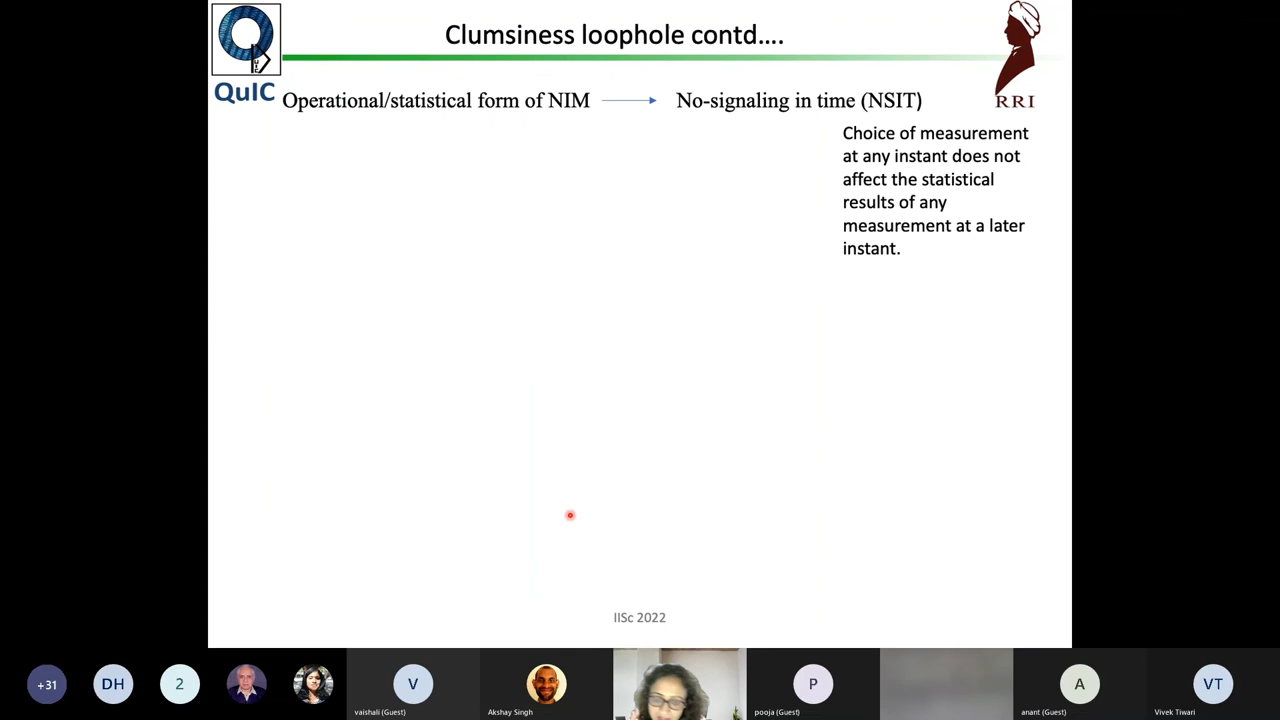 Clumsiness loophole contd....
QuIC
RRI
Operational/statistical form of NIM
No-signaling in time (NSIT)
Choice of measurement
at any instant does not
affect the statistical
results of any
measurement at a later
instant.
IISc 2022
+31
DH
2
V
P
A
VT
vaishali (Guest)
Akshay Singh
pooja (Guest)
anant (Guest)
Vivek Tiwari